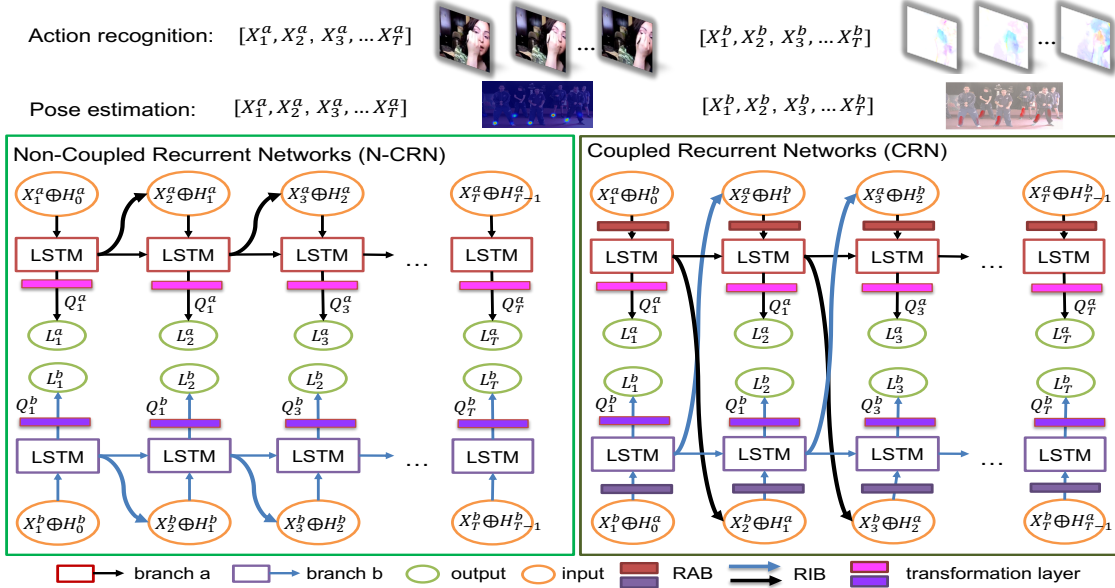 Action recognition: [X₁ᵃ, X₂ᵃ, X₃ᵃ, ... X_Tᵃ] ... [X₁ᵇ, X₂ᵇ, X₃ᵇ, ... X_Tᵇ] ...
Pose estimation: [X₁ᵃ, X₂ᵃ, X₃ᵃ, ... X_Tᵃ] [X₁ᵇ, X₂ᵇ, X₃ᵇ, ... X_Tᵇ]
Non-Coupled Recurrent Networks (N-CRN)
X₁ᵃ⊕H₀ᵃ X₂ᵃ⊕H₁ᵃ X₃ᵃ⊕H₂ᵃ X_Tᵃ⊕H_{T−1}ᵃ
LSTM LSTM LSTM ... LSTM
Q₁ᵃ Q₁ᵃ Q₃ᵃ Q_Tᵃ
L₁ᵃ L₂ᵃ L₃ᵃ L_Tᵃ
L₁ᵇ L₂ᵇ L₂ᵇ L_Tᵇ
Q₁ᵇ Q₁ᵇ Q₃ᵇ Q_Tᵇ
LSTM LSTM LSTM ... LSTM
X₁ᵇ⊕H₀ᵇ X₂ᵇ⊕H₁ᵇ X₃ᵇ⊕H₂ᵇ X_Tᵇ⊕H_{T−1}ᵇ
Coupled Recurrent Networks (CRN)
X₁ᵃ⊕H₀ᵇ X₂ᵃ⊕H₁ᵇ X₃ᵃ⊕H₂ᵇ X_Tᵃ⊕H_{T−1}ᵇ
LSTM LSTM LSTM ... LSTM
Q₁ᵃ Q₁ᵃ Q₃ᵃ Q_Tᵃ
L₁ᵃ L₂ᵃ L₃ᵃ L_Tᵃ
L₁ᵇ L₂ᵇ L₃ᵇ L_Tᵇ
Q₁ᵇ Q₁ᵇ Q₃ᵇ Q_Tᵇ
LSTM LSTM LSTM ... LSTM
X₁ᵇ⊕H₀ᵃ X₂ᵇ⊕H₁ᵃ X₃ᵇ⊕H₂ᵃ X_Tᵇ⊕H_{T−1}ᵃ
branch a branch b output input RAB RIB transformation layer